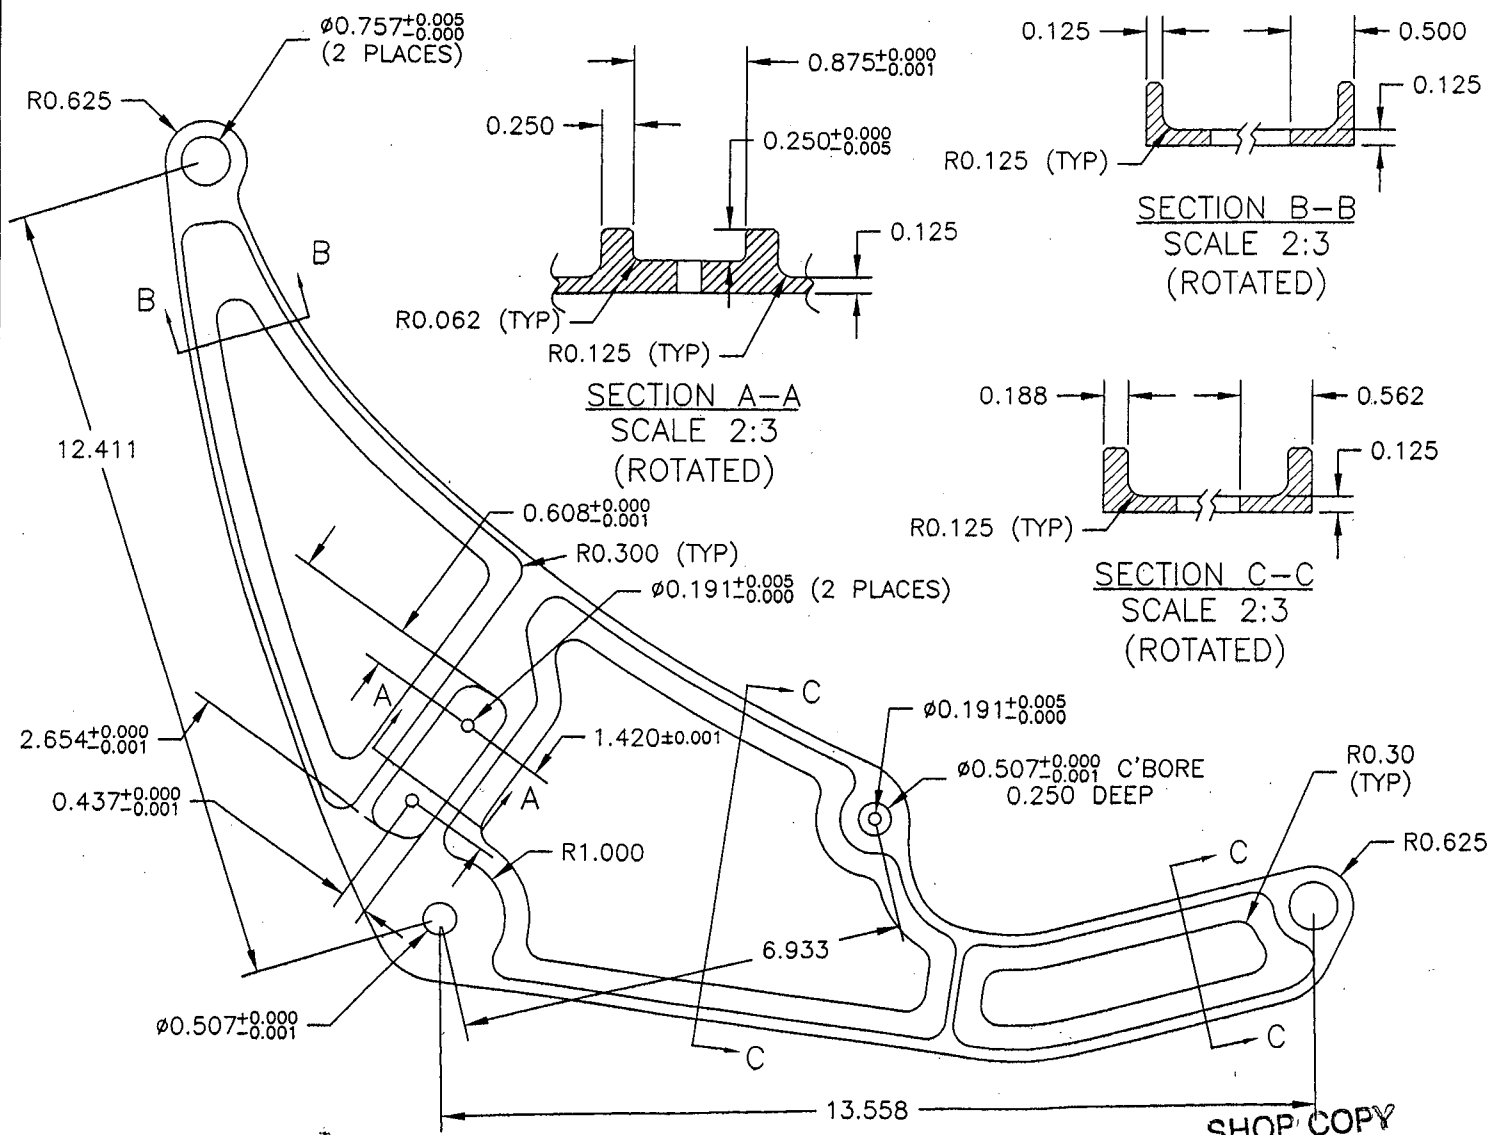 ø0.757+0.005
-0.000
(2 PLACES)
R0.625
0.875+0.000
-0.001
0.250
0.250+0.000
-0.005
0.125
R0.062 (TYP)
R0.125 (TYP)
SECTION A-A
SCALE 2:3
(ROTATED)
0.125
0.500
0.125
R0.125 (TYP)
SECTION B-B
SCALE 2:3
(ROTATED)
0.188
0.562
0.125
R0.125 (TYP)
SECTION C-C
SCALE 2:3
(ROTATED)
B
B
12.411
0.608+0.000
-0.001
R0.300 (TYP)
ø0.191+0.005
-0.000 (2 PLACES)
A
C
2.654+0.000
-0.001
1.420±0.001
ø0.191+0.005
-0.000
0.437+0.000
-0.001
A
ø0.507+0.000
-0.001 C'BORE
0.250 DEEP
R0.30
(TYP)
R1.000
C
R0.625
6.933
ø0.507+0.000
-0.001
C
C
13.558
SHOP COPY